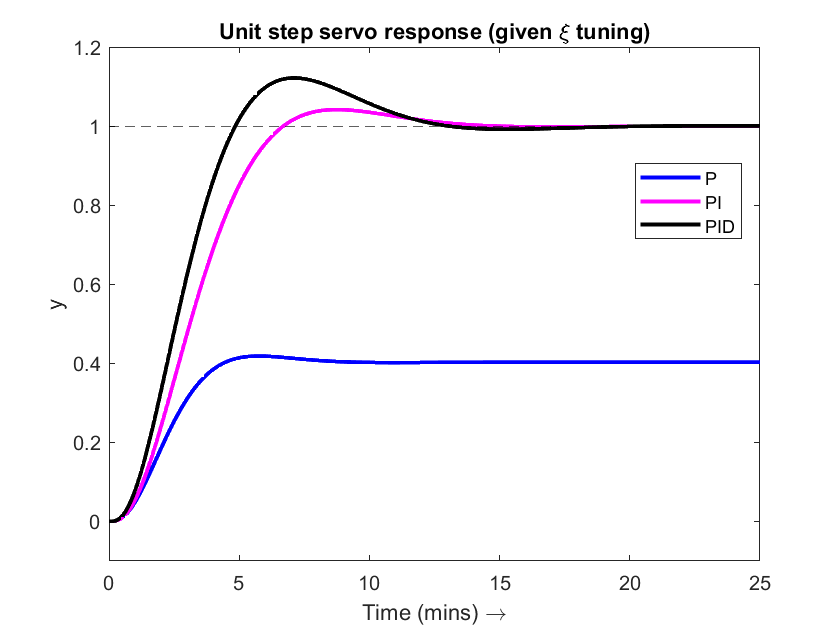 Unit step servo response (given ξ tuning)
1.2
1
0.8
0.6
0.4
0.2
0
y
P
PI
PID
0 5 10 15 20 25
Time (mins) →